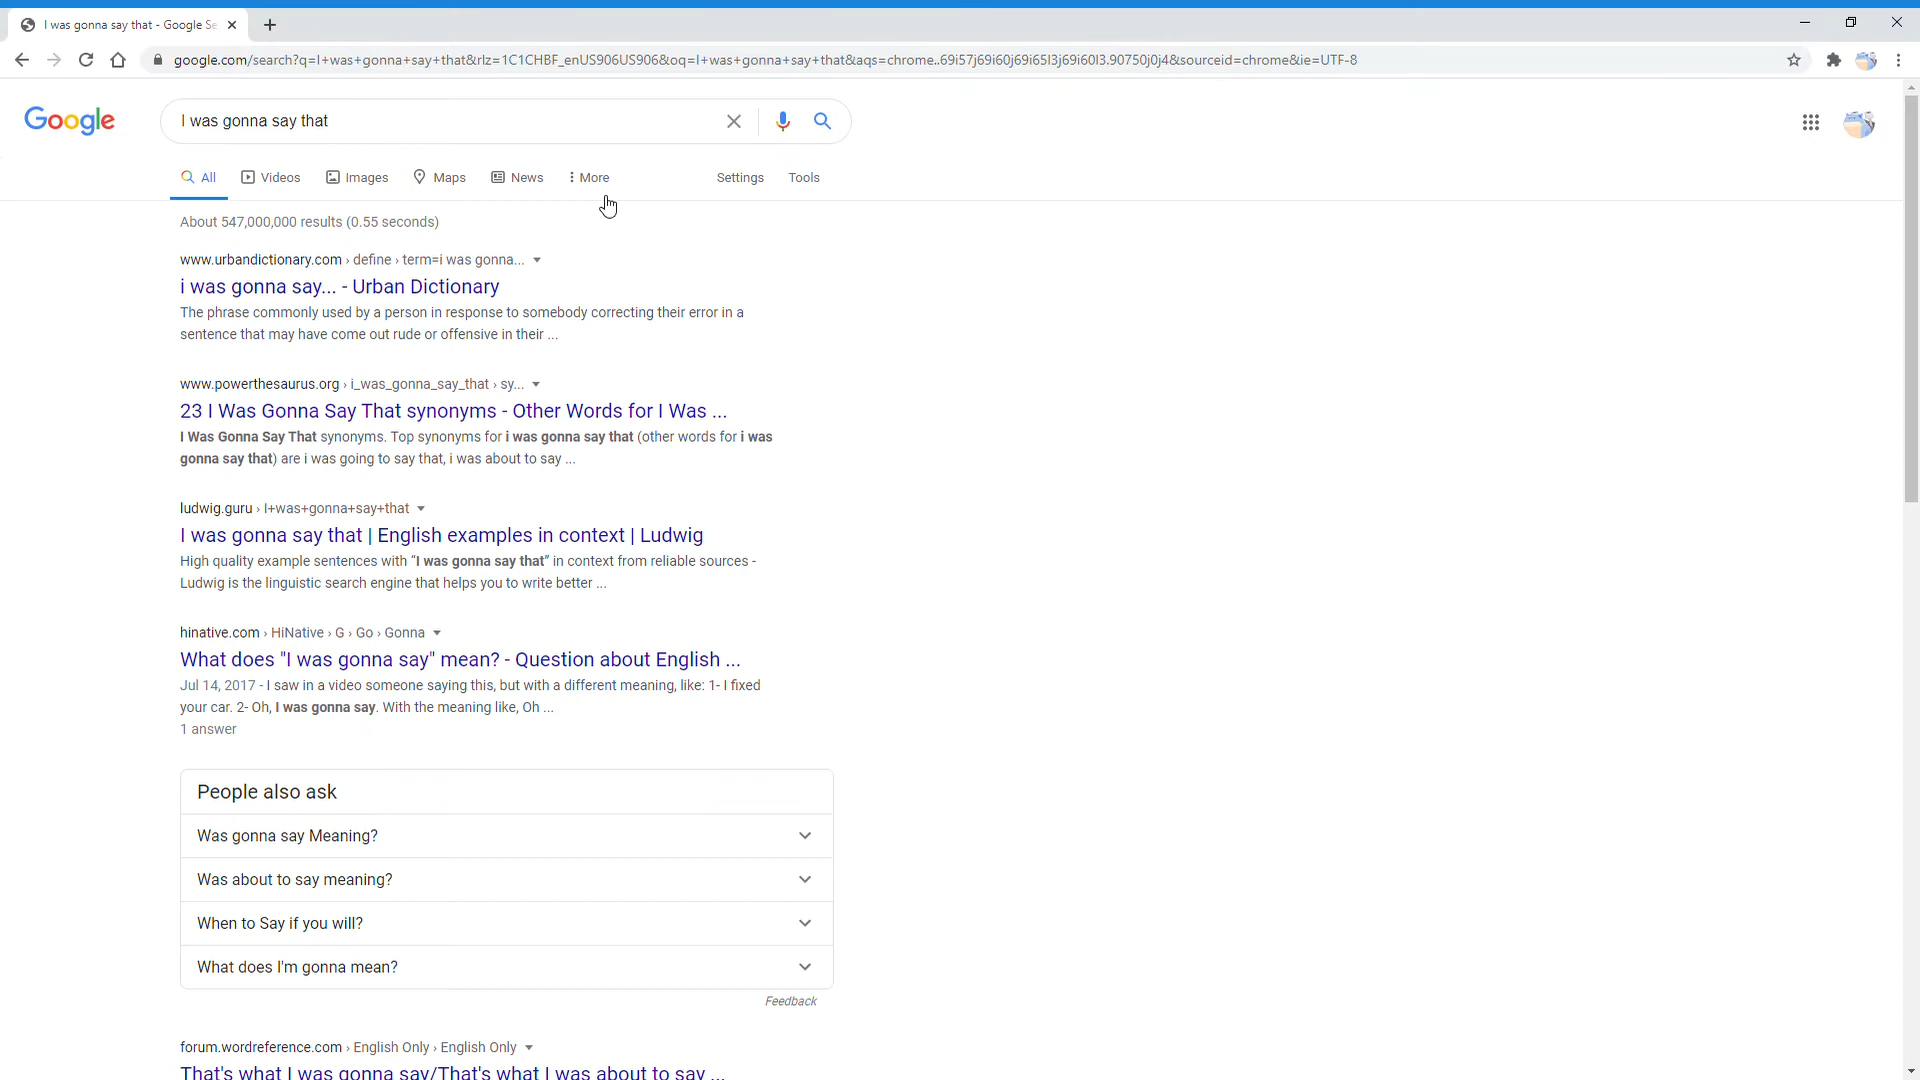 I was gonna say that - Google Se
google.com/search?q=I+was+gonna+say+that&rlz=1C1CHBF_enUS906US906&oq=I+was+gonna+say+that&aqs=chrome..69i57j69i60j69i65l3j69i60l3.90750j0j4&sourceid=chrome&ie=UTF-8
Google
I was gonna say that
All Videos Images Maps News More Settings Tools
About 547,000,000 results (0.55 seconds)
www.urbandictionary.com › define › term=i was gonna...
i was gonna say... - Urban Dictionary
The phrase commonly used by a person in response to somebody correcting their error in a
sentence that may have come out rude or offensive in their ...
www.powerthesaurus.org › i_was_gonna_say_that › sy...
23 I Was Gonna Say That synonyms - Other Words for I Was ...
I Was Gonna Say That synonyms. Top synonyms for i was gonna say that (other words for i was
gonna say that) are i was going to say that, i was about to say ...
ludwig.guru › I+was+gonna+say+that
I was gonna say that | English examples in context | Ludwig
High quality example sentences with “I was gonna say that” in context from reliable sources -
Ludwig is the linguistic search engine that helps you to write better ...
hinative.com › HiNative › G › Go › Gonna
What does "I was gonna say" mean? - Question about English ...
Jul 14, 2017 - I saw in a video someone saying this, but with a different meaning, like: 1- I fixed
your car. 2- Oh, I was gonna say. With the meaning like, Oh ...
1 answer
People also ask
Was gonna say Meaning?
Was about to say meaning?
When to Say if you will?
What does I'm gonna mean?
Feedback
forum.wordreference.com › English Only › English Only
That's what I was gonna say/That's what I was about to say ...